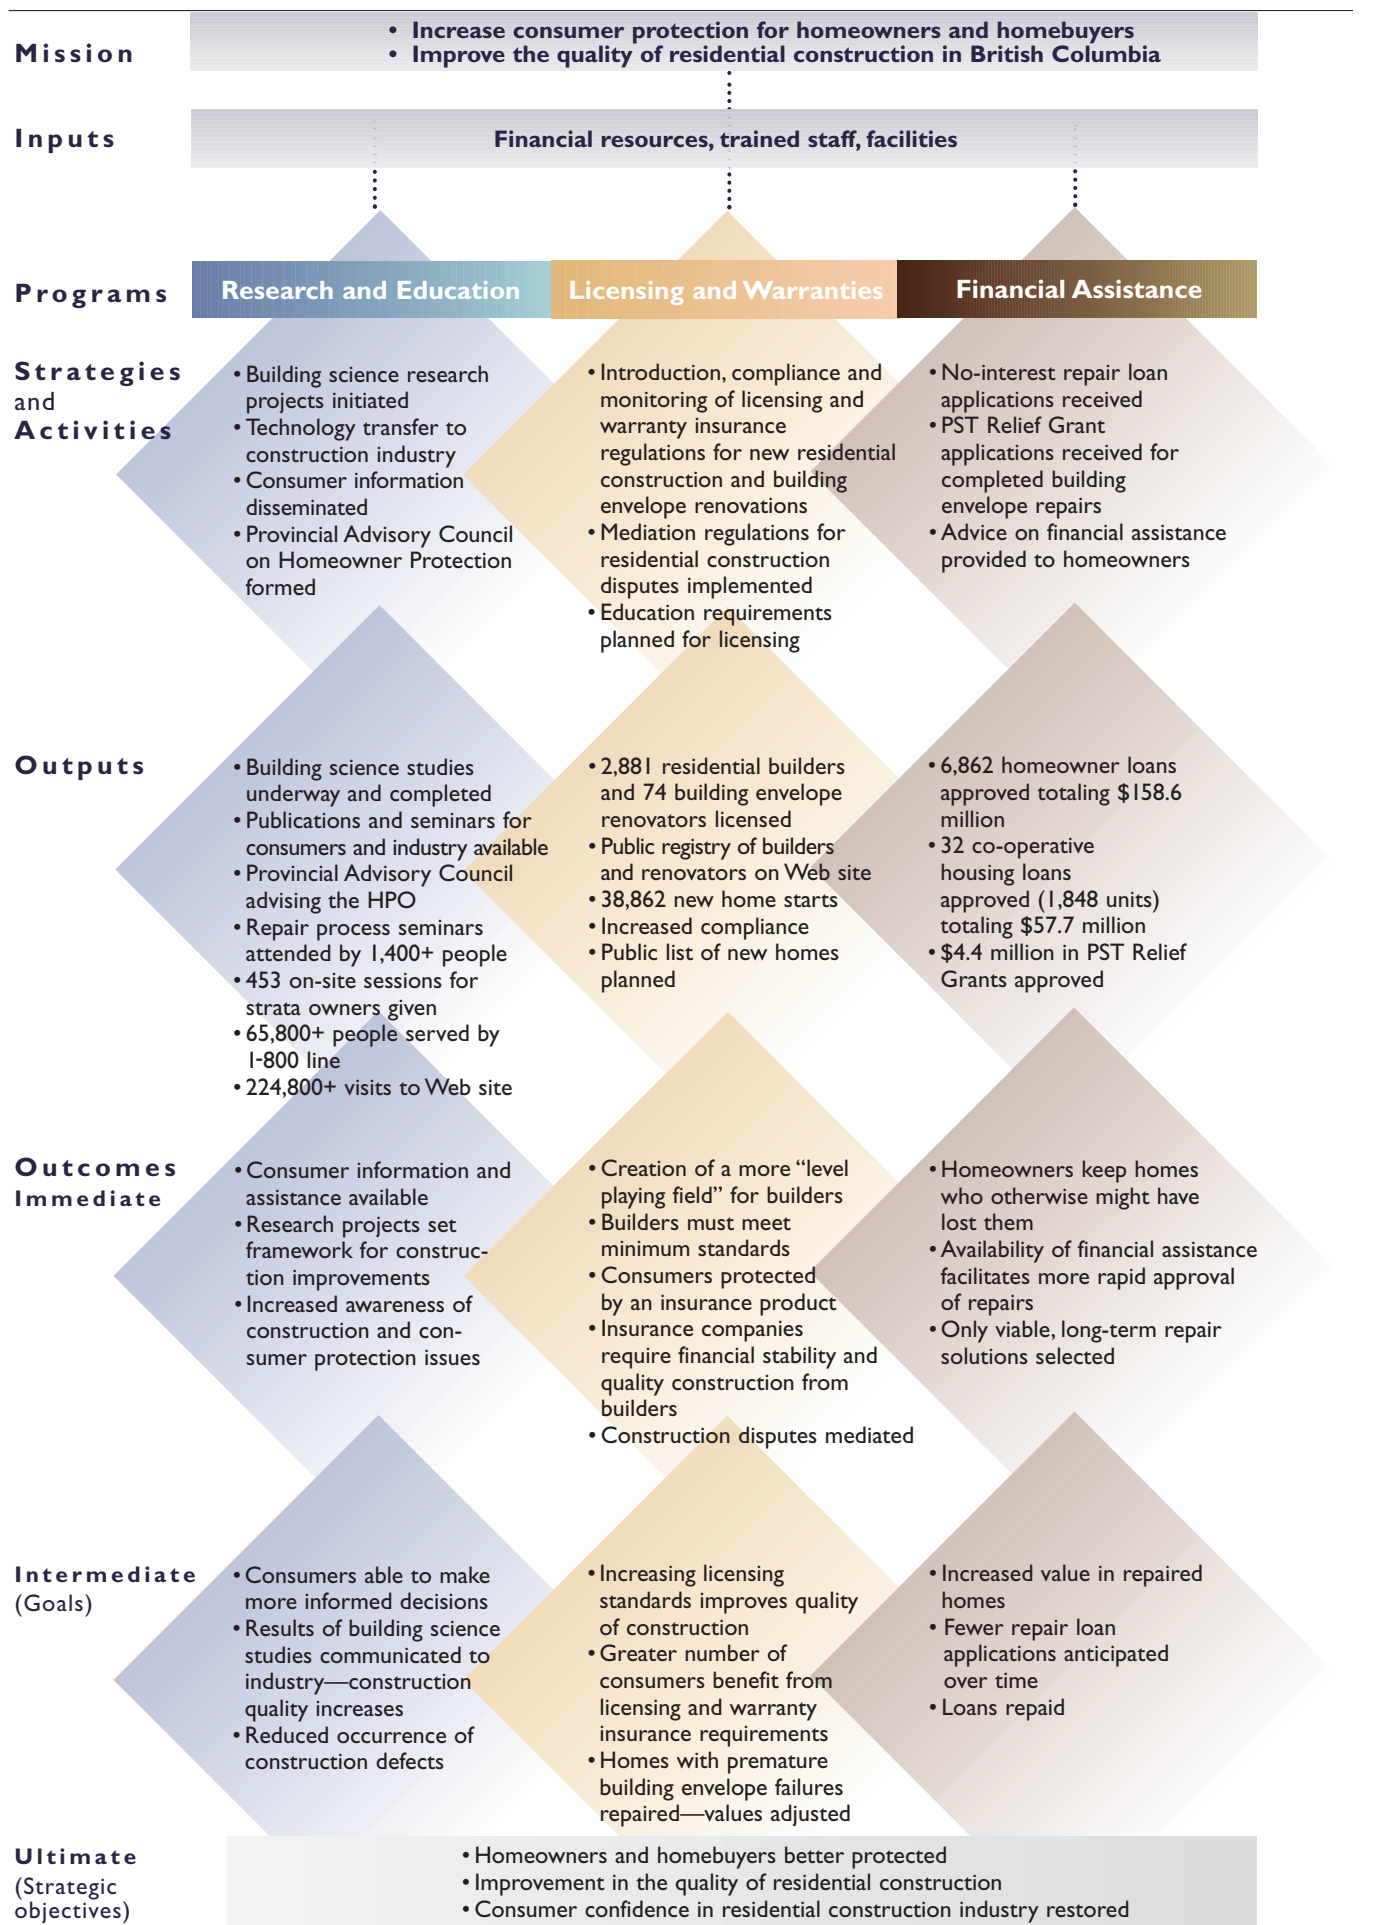 Mission
• Increase consumer protection for homeowners and homebuyers
• Improve the quality of residential construction in British Columbia
Inputs
Financial resources, trained staff, facilities
Programs
Research and Education
Licensing and Warranties
Financial Assistance
Strategies
and
Activities
• Building science research
projects initiated
• Technology transfer to
construction industry
• Consumer information
disseminated
• Provincial Advisory Council
on Homeowner Protection
formed
• Introduction, compliance and
monitoring of licensing and
warranty insurance
regulations for new residential
construction and building
envelope renovations
• Mediation regulations for
residential construction
disputes implemented
• Education requirements
planned for licensing
• No-interest repair loan
applications received
• PST Relief Grant
applications received for
completed building
envelope repairs
• Advice on financial assistance
provided to homeowners
Outputs
• Building science studies
underway and completed
• Publications and seminars for
consumers and industry available
• Provincial Advisory Council
advising the HPO
• Repair process seminars
attended by 1,400+ people
• 453 on-site sessions for
strata owners given
• 65,800+ people served by
1-800 line
• 224,800+ visits to Web site
• 2,881 residential builders
and 74 building envelope
renovators licensed
• Public registry of builders
and renovators on Web site
• 38,862 new home starts
• Increased compliance
• Public list of new homes
planned
• 6,862 homeowner loans
approved totaling $158.6
million
• 32 co-operative
housing loans
approved (1,848 units)
totaling $57.7 million
• $4.4 million in PST Relief
Grants approved
Outcomes
Immediate
• Consumer information and
assistance available
• Research projects set
framework for construc-
tion improvements
• Increased awareness of
construction and con-
sumer protection issues
• Creation of a more “level
playing field” for builders
• Builders must meet
minimum standards
• Consumers protected
by an insurance product
• Insurance companies
require financial stability and
quality construction from
builders
• Construction disputes mediated
• Homeowners keep homes
who otherwise might have
lost them
• Availability of financial assistance
facilitates more rapid approval
of repairs
• Only viable, long-term repair
solutions selected
Intermediate
(Goals)
• Consumers able to make
more informed decisions
• Results of building science
studies communicated to
industry—construction
quality increases
• Reduced occurrence of
construction defects
• Increasing licensing
standards improves quality
of construction
• Greater number of
consumers benefit from
licensing and warranty
insurance requirements
• Homes with premature
building envelope failures
repaired—values adjusted
• Increased value in repaired
homes
• Fewer repair loan
applications anticipated
over time
• Loans repaid
Ultimate
(Strategic
objectives)
• Homeowners and homebuyers better protected
• Improvement in the quality of residential construction
• Consumer confidence in residential construction industry restored